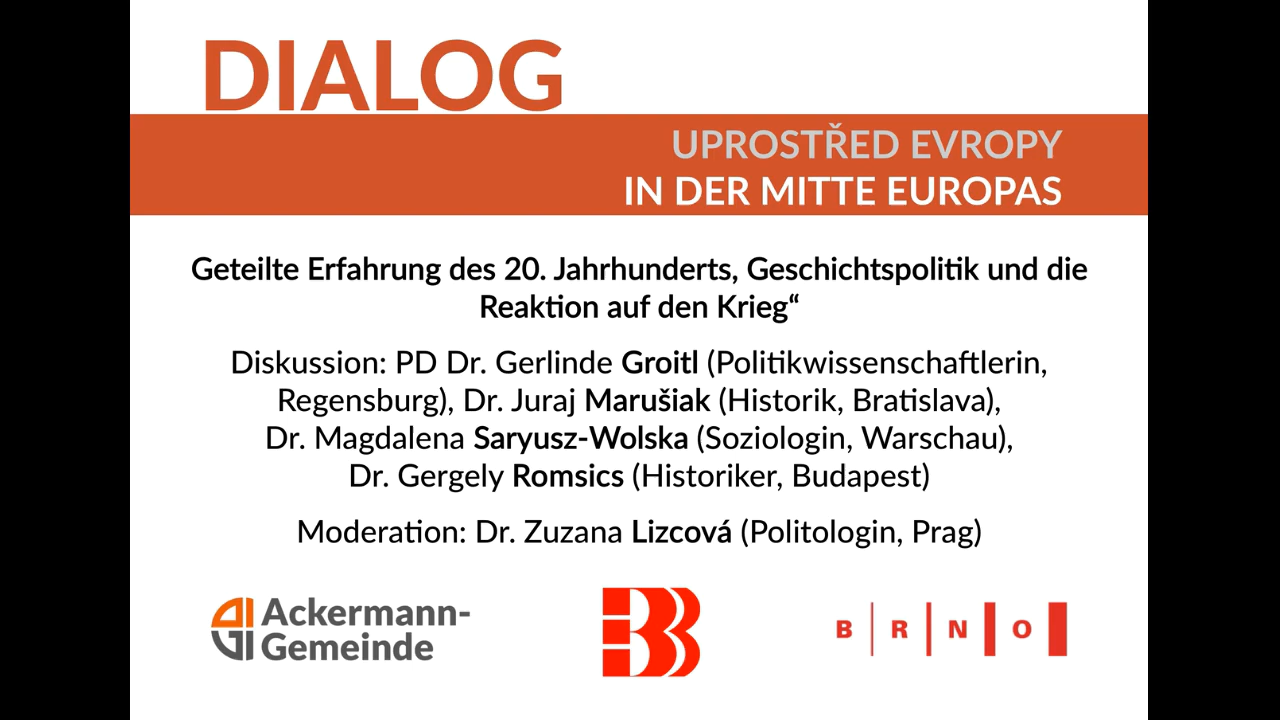 DIALOG
UPROSTŘED EVROPY
IN DER MITTE EUROPAS
Geteilte Erfahrung des 20. Jahrhunderts, Geschichtspolitik und die
Reaktion auf den Krieg“
Diskussion: PD Dr. Gerlinde Groitl (Politikwissenschaftlerin,
Regensburg), Dr. Juraj Marušiak (Historik, Bratislava),
Dr. Magdalena Saryusz-Wolska (Soziologin, Warschau),
Dr. Gergely Romsics (Historiker, Budapest)
Moderation: Dr. Zuzana Lizcová (Politologin, Prag)
Ackermann-
Gemeinde
BRNO